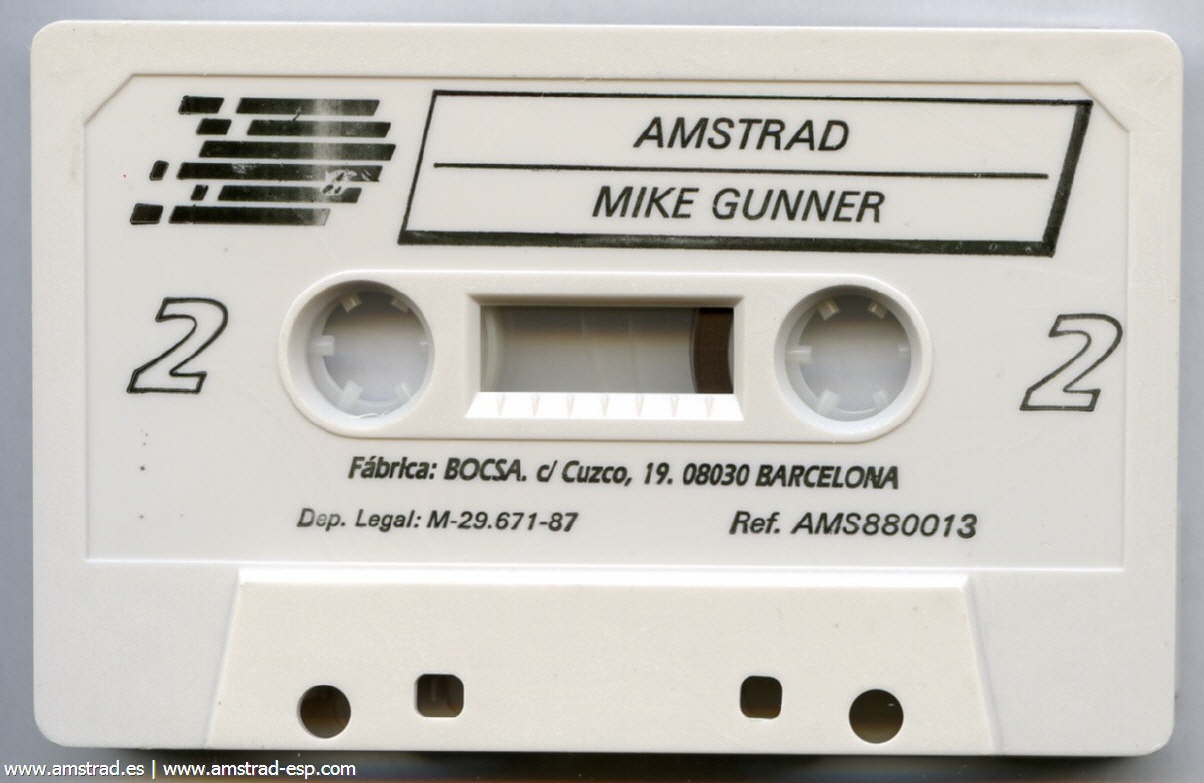 AMSTRAD
MIKE GUNNER
2 2
Fábrica: BOCSA. c/ Cuzco, 19. 08030 BARCELONA
Dep. Legal: M-29.671-87 Ref. AMS880013
www.amstrad.es | www.amstrad-esp.com